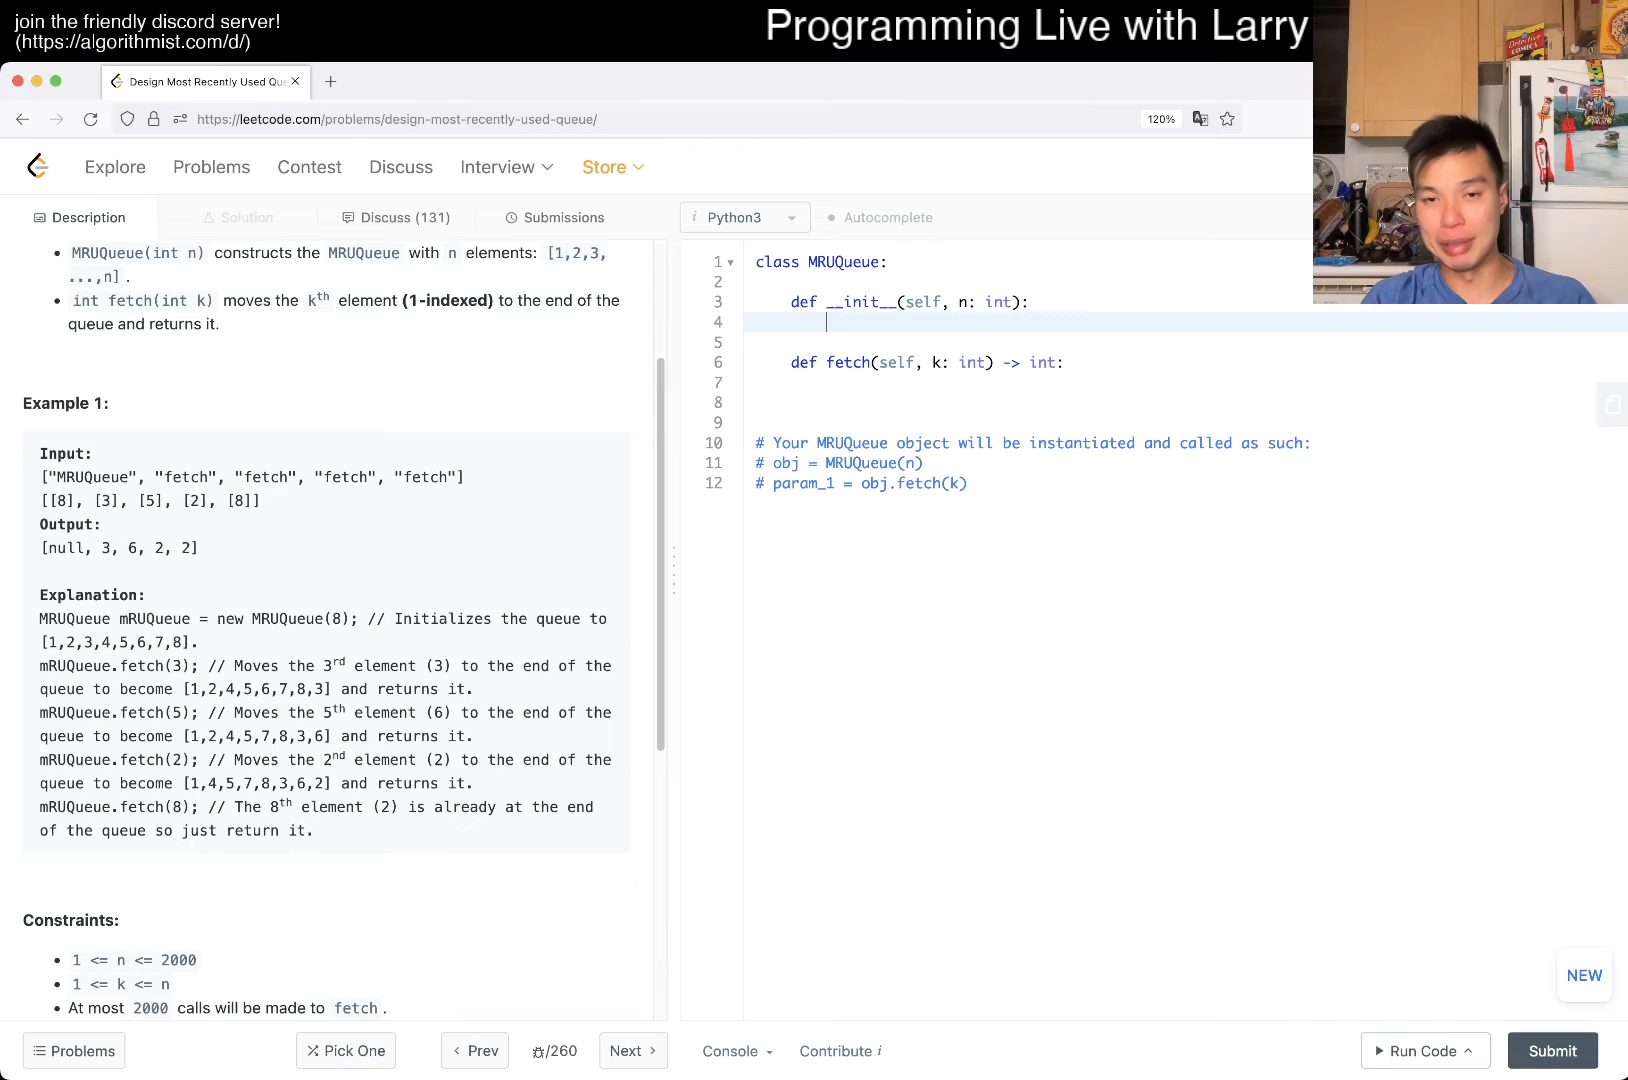 join the friendly discord server!
(https://algorithmist.com/d/)
Programming Live with Larry
Design Most Recently Used Que
https://leetcode.com/problems/design-most-recently-used-queue/
120%
Explore
Problems
Contest
Discuss
Interview
Store
Description
Solution
Discuss (131)
Submissions
i Python3
Autocomplete
• MRUQueue(int n) constructs the MRUQueue with n elements: [1,2,3,
...,n] .
• int fetch(int k) moves the kth element (1-indexed) to the end of the
queue and returns it.
Example 1:
Input:
["MRUQueue", "fetch", "fetch", "fetch", "fetch"]
[[8], [3], [5], [2], [8]]
Output:
[null, 3, 6, 2, 2]
Explanation:
MRUQueue mRUQueue = new MRUQueue(8); // Initializes the queue to
[1,2,3,4,5,6,7,8].
mRUQueue.fetch(3); // Moves the 3rd element (3) to the end of the
queue to become [1,2,4,5,6,7,8,3] and returns it.
mRUQueue.fetch(5); // Moves the 5th element (6) to the end of the
queue to become [1,2,4,5,7,8,3,6] and returns it.
mRUQueue.fetch(2); // Moves the 2nd element (2) to the end of the
queue to become [1,4,5,7,8,3,6,2] and returns it.
mRUQueue.fetch(8); // The 8th element (2) is already at the end
of the queue so just return it.
Constraints:
• 1 <= n <= 2000
• 1 <= k <= n
• At most 2000 calls will be made to fetch .
1 class MRUQueue:
2
3 def __init__(self, n: int):
4
5
6 def fetch(self, k: int) -> int:
7
8
9
10 # Your MRUQueue object will be instantiated and called as such:
11 # obj = MRUQueue(n)
12 # param_1 = obj.fetch(k)
NEW
Problems
Pick One
Prev
/260
Next
Console
Contribute i
Run Code
Submit